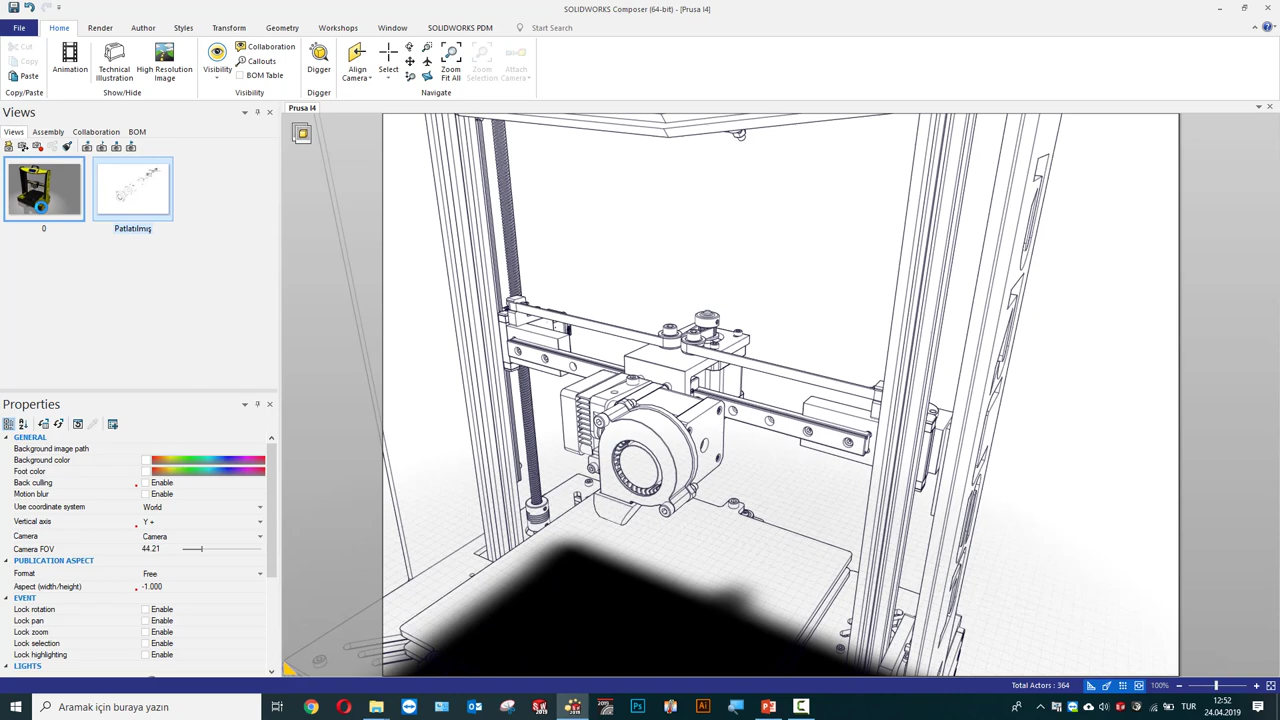 SOLIDWORKS Composer (64-bit) - [Prusa I4]
File Home Render Author Styles Transform Geometry Workshops Window SOLIDWORKS PDM Start Search
Cut
Copy
Paste
Copy/Paste
Animation
Technical Illustration
High Resolution Image
Show/Hide
Visibility
Collaboration
Callouts
BOM Table
Visibility
Digger
Digger
Align Camera
Select
Zoom Fit All
Zoom Selection
Attach Camera
Navigate
Views
Views Assembly Collaboration BOM
0
Patlatılmış
Prusa I4
Properties
GENERAL
Background image path
Background color
Foot color
Back culling Enable
Motion blur Enable
Use coordinate system World
Vertical axis Y +
Camera Camera
Camera FOV 44.21
PUBLICATION ASPECT
Format Free
Aspect (width/height) -1.000
EVENT
Lock rotation Enable
Lock pan Enable
Lock zoom Enable
Lock selection Enable
Lock highlighting Enable
LIGHTS
Total Actors : 364
100%
Aramak için buraya yazın
TUR
12:52
24.04.2019